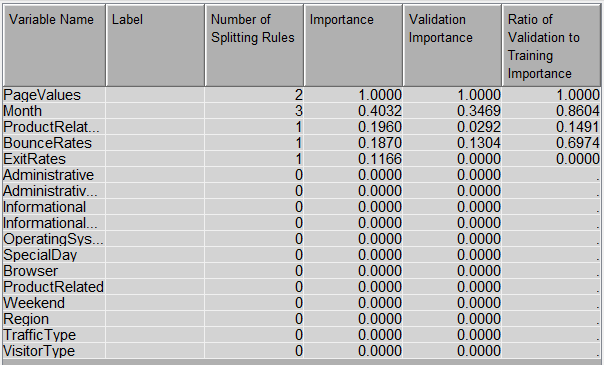 Variable Name Label Number of Splitting Rules Importance Validation Importance Ratio of Validation to Training Importance
PageValues 2 1.0000 1.0000 1.0000
Month 3 0.4032 0.3469 0.8604
ProductRelat... 1 0.1960 0.0292 0.1491
BounceRates 1 0.1870 0.1304 0.6974
ExitRates 1 0.1166 0.0000 0.0000
Administrative 0 0.0000 0.0000 .
Administrativ... 0 0.0000 0.0000 .
Informational 0 0.0000 0.0000 .
Informational... 0 0.0000 0.0000 .
OperatingSys... 0 0.0000 0.0000 .
SpecialDay 0 0.0000 0.0000 .
Browser 0 0.0000 0.0000 .
ProductRelated 0 0.0000 0.0000 .
Weekend 0 0.0000 0.0000 .
Region 0 0.0000 0.0000 .
TrafficType 0 0.0000 0.0000 .
VisitorType 0 0.0000 0.0000 .